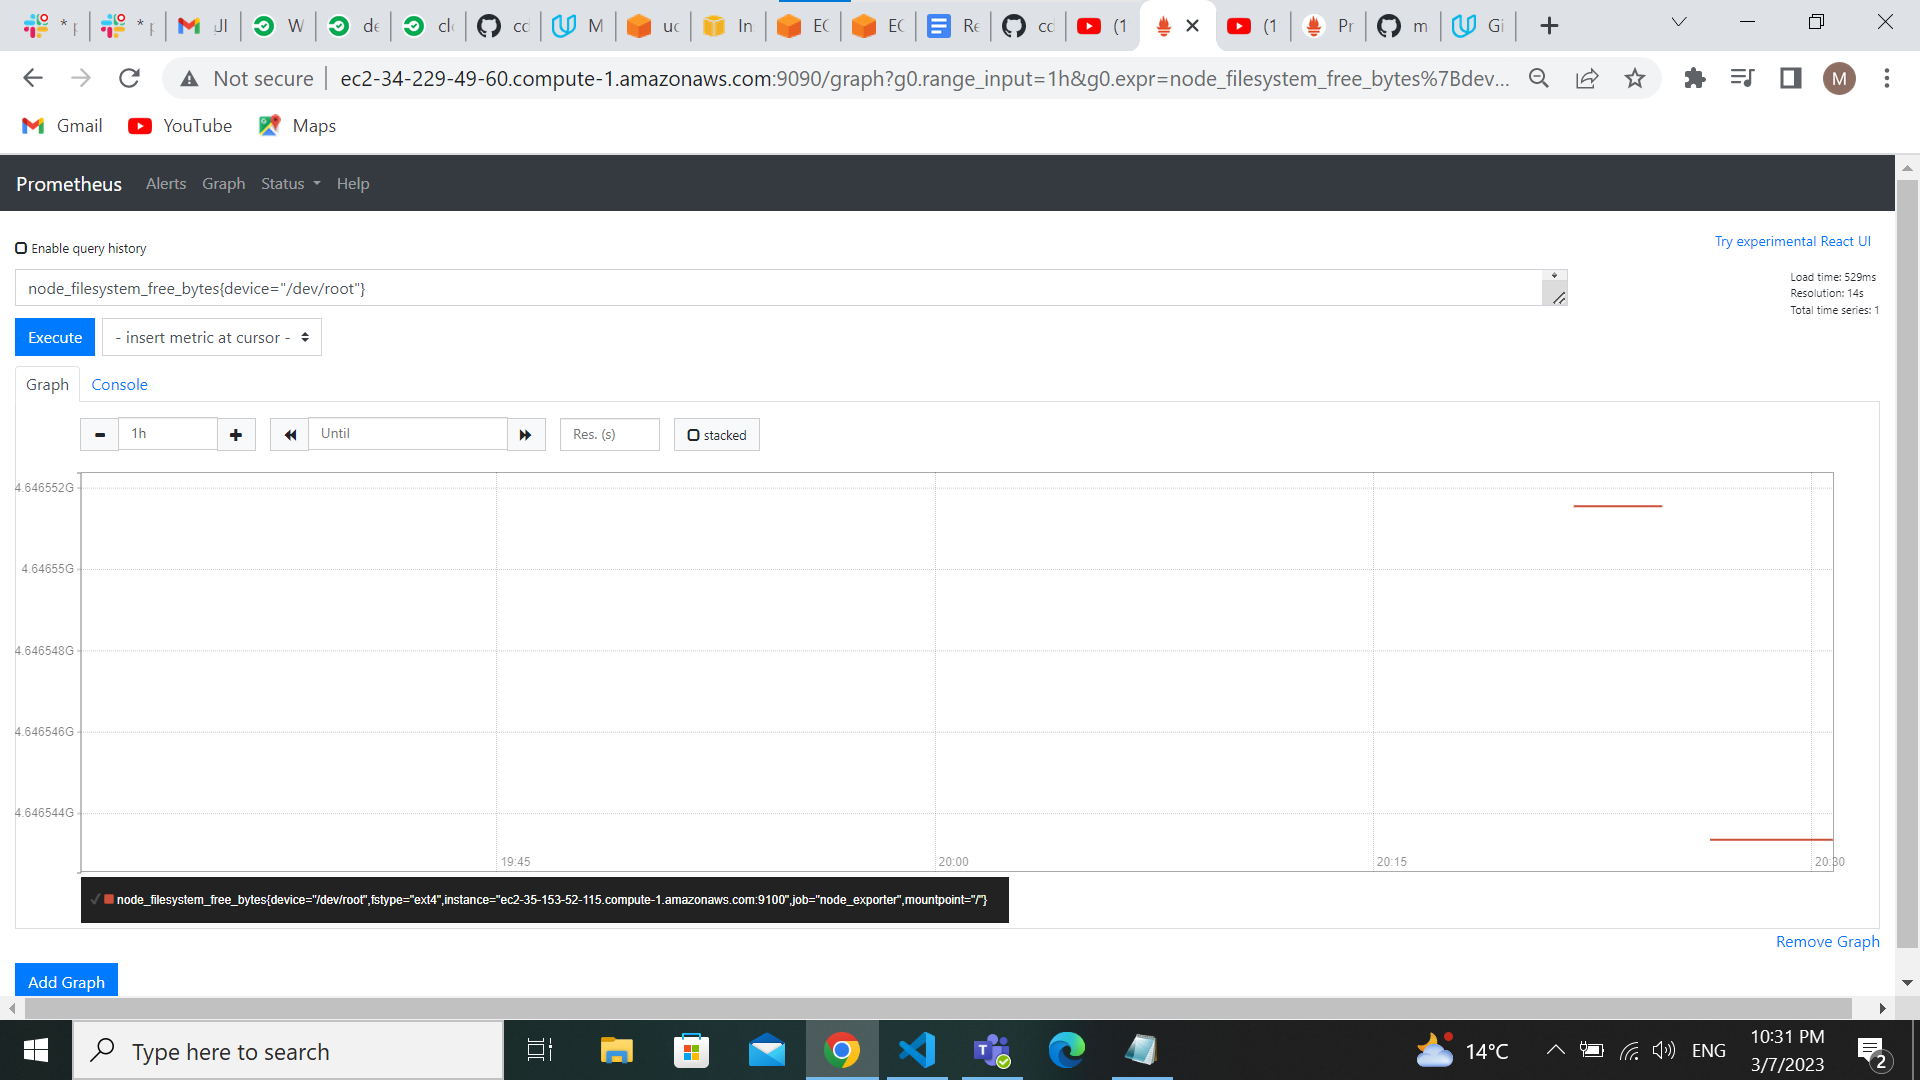 * p
* p
مال
W
de
clo
cd
M
uc
In
EC
EC
Re
cd
(1
(1
Pr
m
Gi
Not secure
ec2-34-229-49-60.compute-1.amazonaws.com:9090/graph?g0.range_input=1h&g0.expr=node_filesystem_free_bytes%7Bdev...
M
Gmail
YouTube
Maps
Prometheus
Alerts
Graph
Status
Help
Enable query history
Try experimental React UI
node_filesystem_free_bytes{device="/dev/root"}
Load time: 529ms
Resolution: 14s
Total time series: 1
Execute
- insert metric at cursor -
Graph
Console
1h
Until
Res. (s)
stacked
4.646552G
4.64655G
4.646548G
4.646546G
4.646544G
19:45
20:00
20:15
20:30
node_filesystem_free_bytes{device="/dev/root",fstype="ext4",instance="ec2-35-153-52-115.compute-1.amazonaws.com:9100",job="node_exporter",mountpoint="/"}
Remove Graph
Add Graph
Type here to search
14°C
ENG
10:31 PM
3/7/2023
2